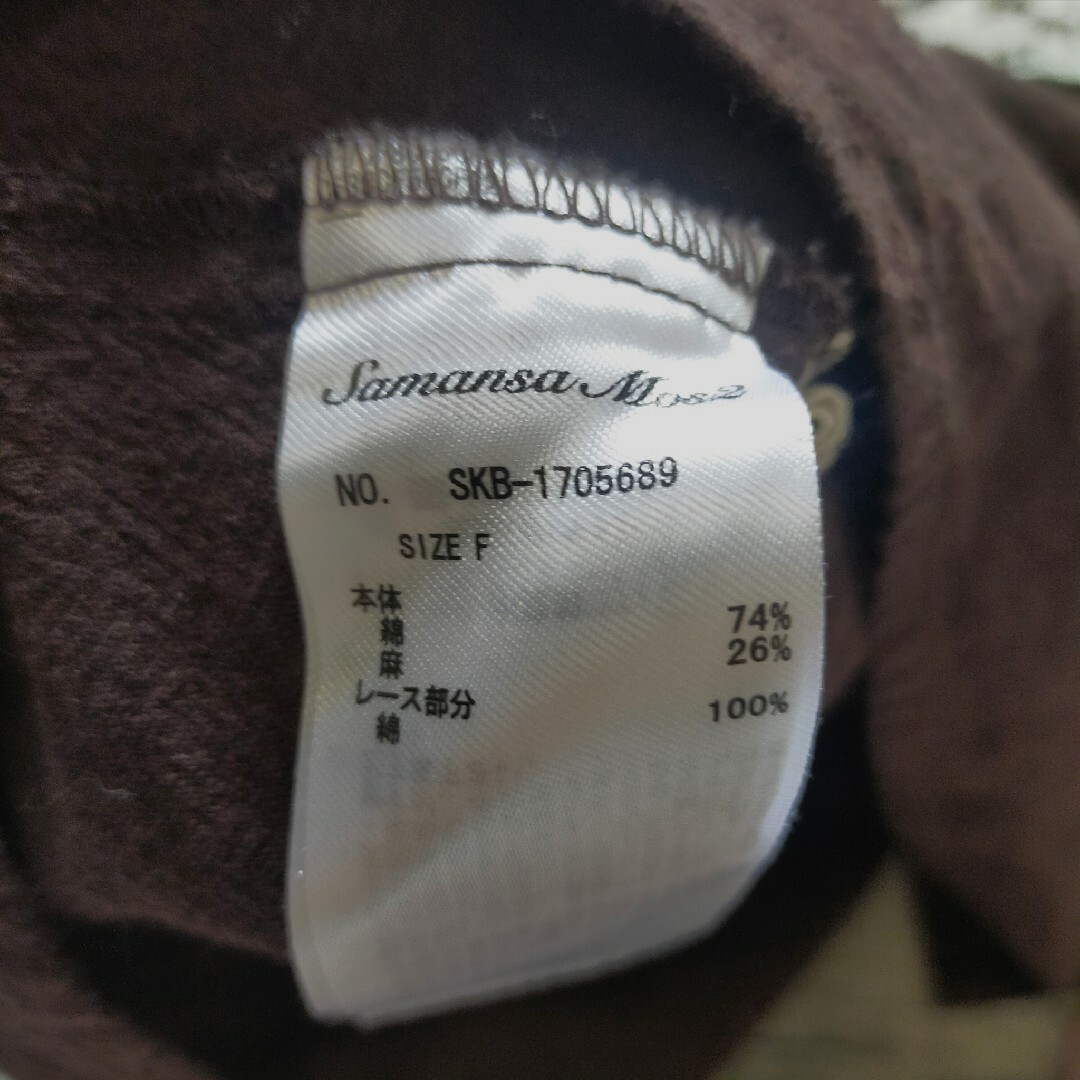 Samansa Mos2
NO. SKB-1705689
SIZE F
本体
綿 74%
麻 26%
レース部分
綿 100%